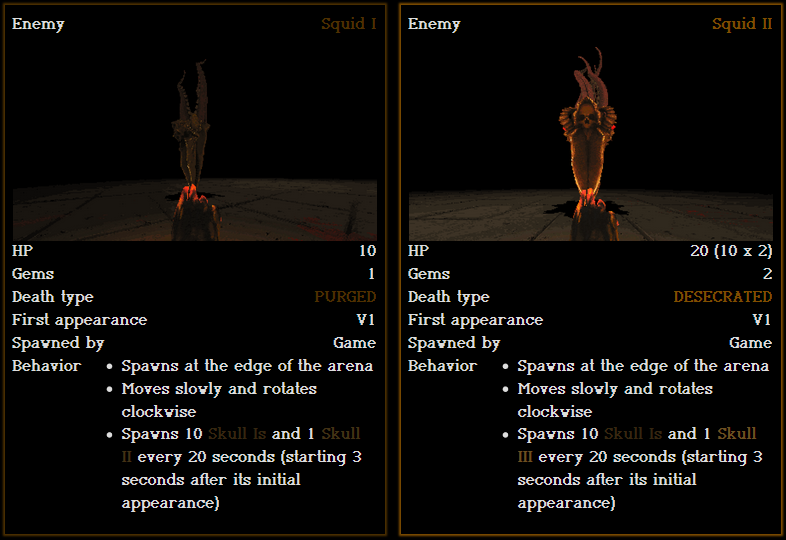 Enemy Squid I
HP 10
Gems 1
Death type PURGED
First appearance V1
Spawned by Game
Behavior • Spawns at the edge of the arena
• Moves slowly and rotates
clockwise
• Spawns 10 Skull Is and 1 Skull
II every 20 seconds (starting 3
seconds after its initial
appearance)
Enemy Squid II
HP 20 (10 x 2)
Gems 2
Death type DESECRATED
First appearance V1
Spawned by Game
Behavior • Spawns at the edge of the arena
• Moves slowly and rotates
clockwise
• Spawns 10 Skull Is and 1 Skull
III every 20 seconds (starting 3
seconds after its initial
appearance)